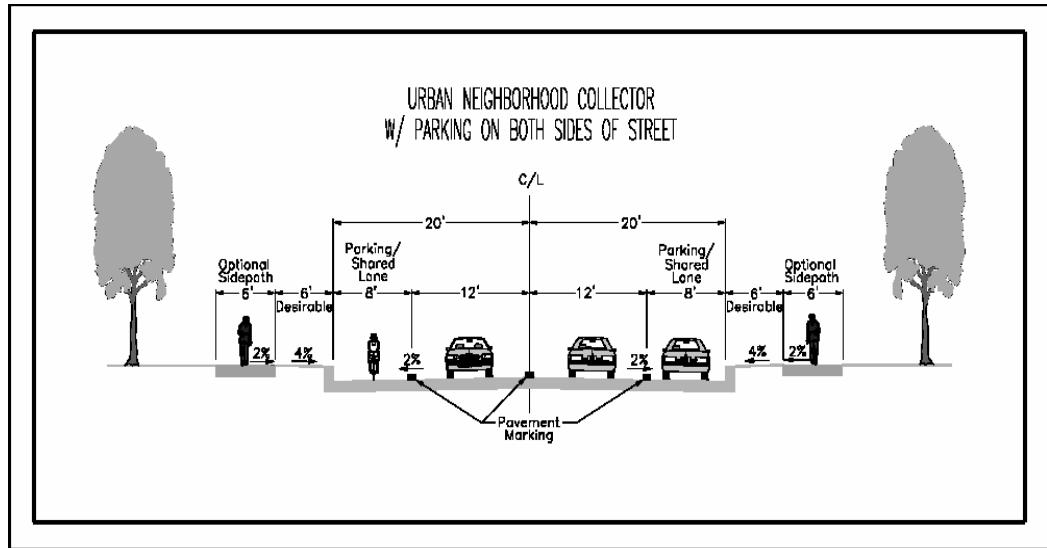 URBAN NEIGHBORHOOD COLLECTOR
W/ PARKING ON BOTH SIDES OF STREET
C/L
20' 20'
Parking/
Shared
Lane
Parking/
Shared
Lane
Optional
Sidepath
Optional
Sidepath
6' 6' 8' 12' 12' 8' 6' 6'
Desirable Desirable
2% 4% 2% 2% 4% 2%
Pavement
Marking